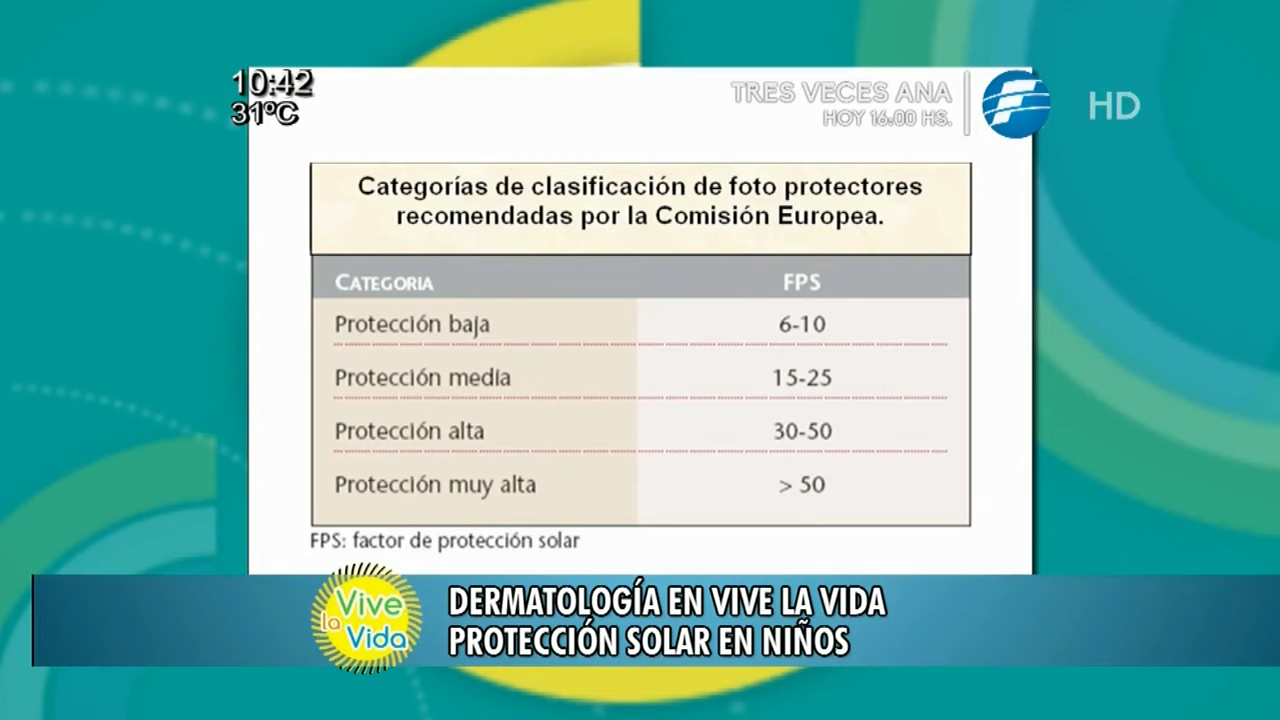 10:42
31ºC
TRES VECES ANA
HOY 16:00 HS.
HD
Categorías de clasificación de foto protectores
recomendadas por la Comisión Europea.
CATEGORIA FPS
Protección baja 6-10
Protección media 15-25
Protección alta 30-50
Protección muy alta > 50
FPS: factor de protección solar
Vive
la
Vida
DERMATOLOGÍA EN VIVE LA VIDA
PROTECCIÓN SOLAR EN NIÑOS